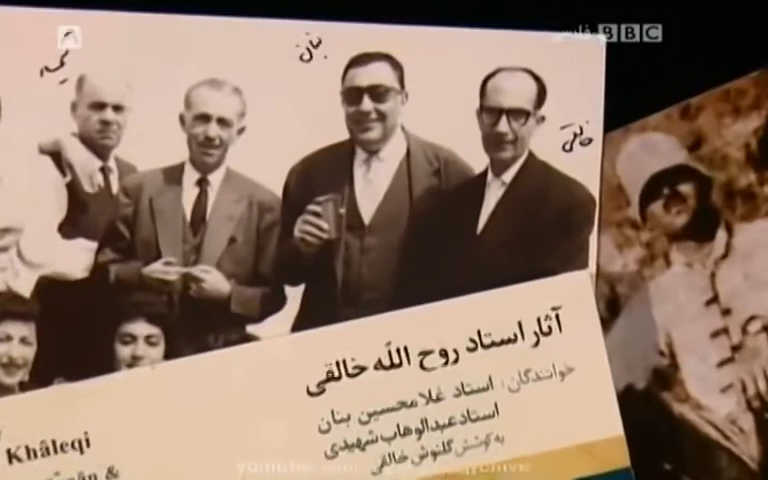 فارسی BBC
بنان
خالقی
آثار استاد روح الله خالقی
خوانندگان: استاد غلامحسین بنان
استاد عبدالوهاب شهیدی
به کوشش گلنوش خالقی
Khâleqi
&